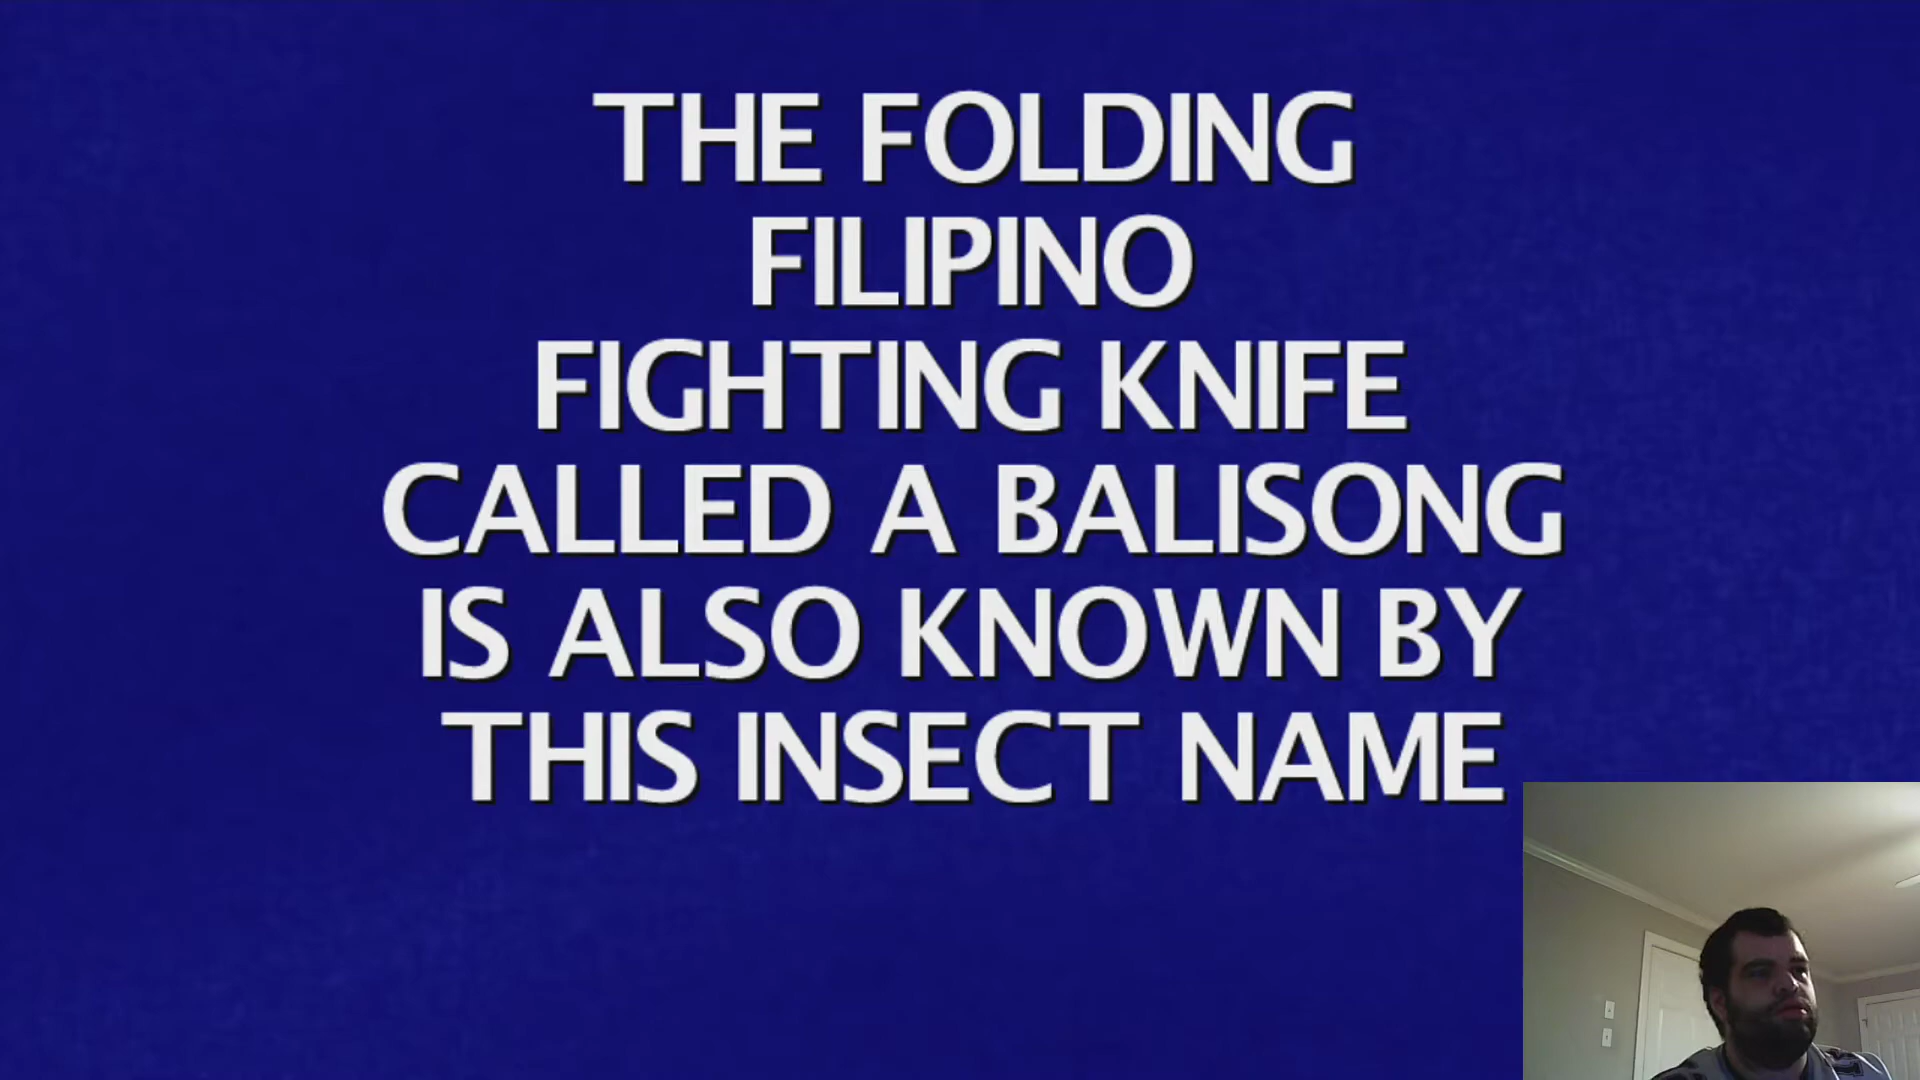 THE FOLDING
FILIPINO
FIGHTING KNIFE
CALLED A BALISONG
IS ALSO KNOWN BY
THIS INSECT NAME